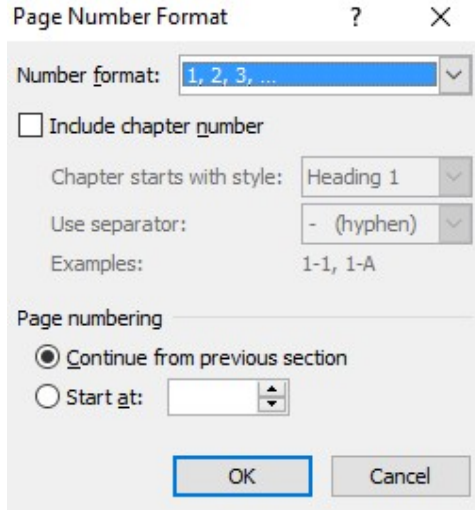 Page Number Format ? ×
Number format: 1, 2, 3, ...
Include chapter number
Chapter starts with style: Heading 1
Use separator: - (hyphen)
Examples: 1-1, 1-A
Page numbering
Continue from previous section
Start at:
OK Cancel